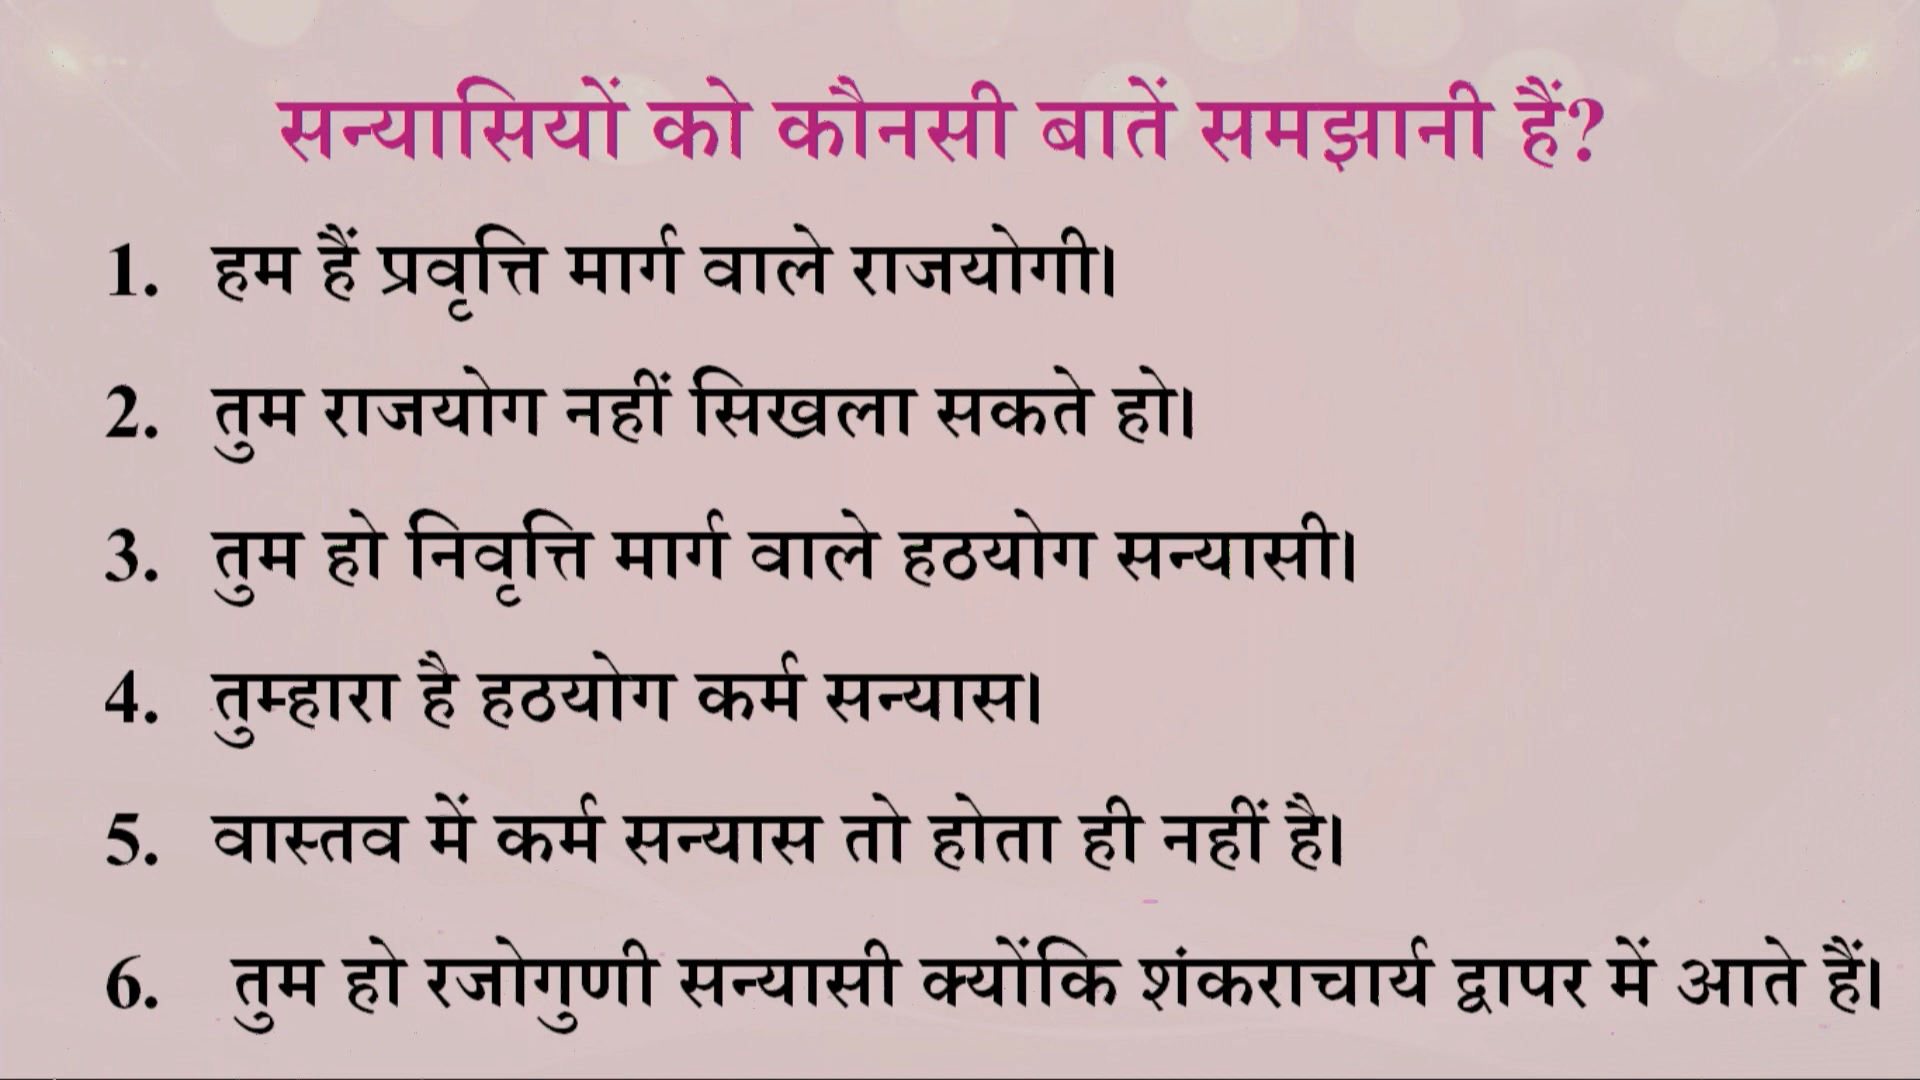 सन्यासियों को कौनसी बातें समझानी हैं?
1. हम हैं प्रवृत्ति मार्ग वाले राजयोगी।
2. तुम राजयोग नहीं सिखला सकते हो।
3. तुम हो निवृत्ति मार्ग वाले हठयोग सन्यासी।
4. तुम्हारा है हठयोग कर्म सन्यास।
5. वास्तव में कर्म सन्यास तो होता ही नहीं है।
6. तुम हो रजोगुणी सन्यासी क्योंकि शंकराचार्य द्वापर में आते हैं।